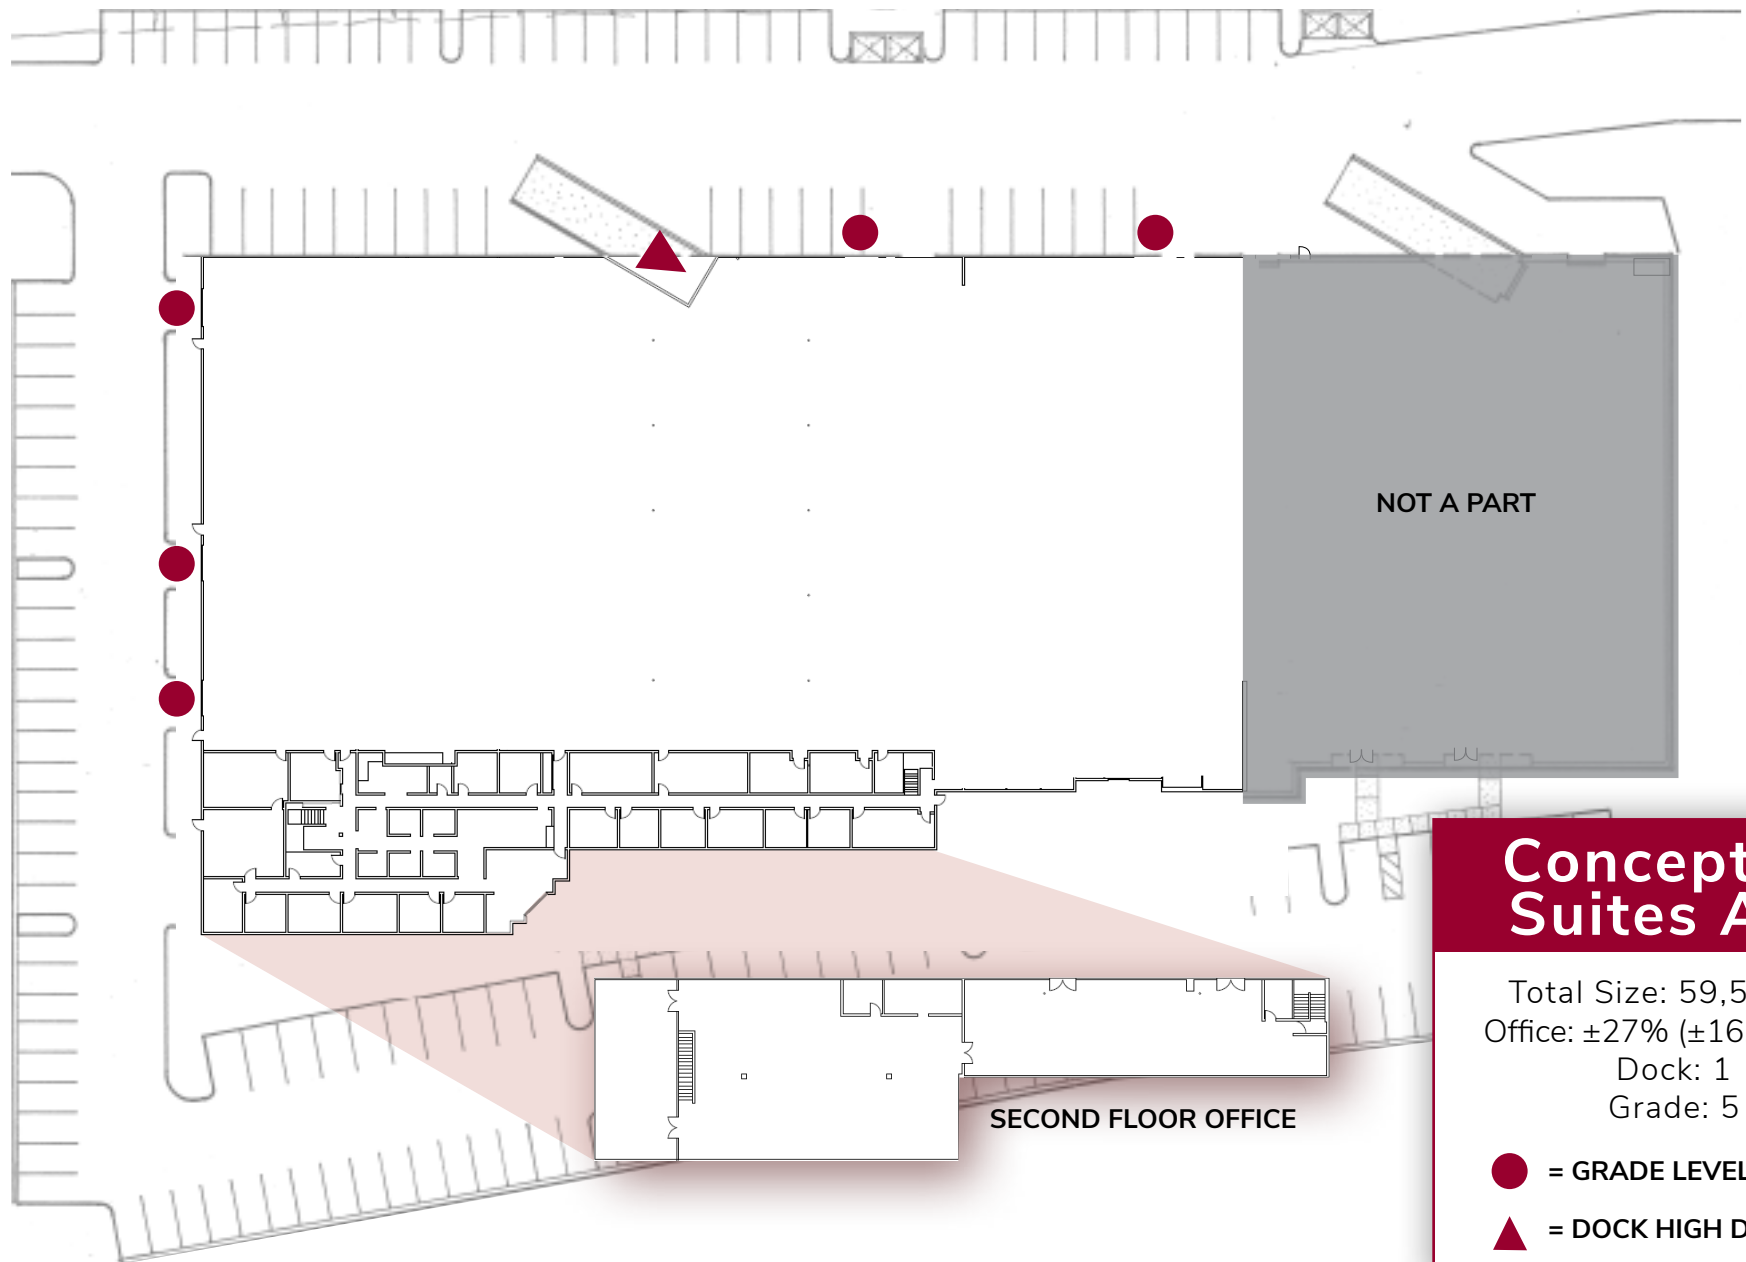 NOT A PART
SECOND FLOOR OFFICE
Concept
Suites A
Total Size: 59,5
Office: ±27% (±16
Dock: 1
Grade: 5
= GRADE LEVEL
= DOCK HIGH D